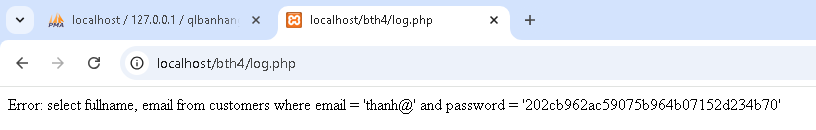 localhost / 127.0.0.1 / qlbanhan
localhost/bth4/log.php
localhost/bth4/log.php
Error: select fullname, email from customers where email = 'thanh@' and password = '202cb962ac59075b964b07152d234b70'